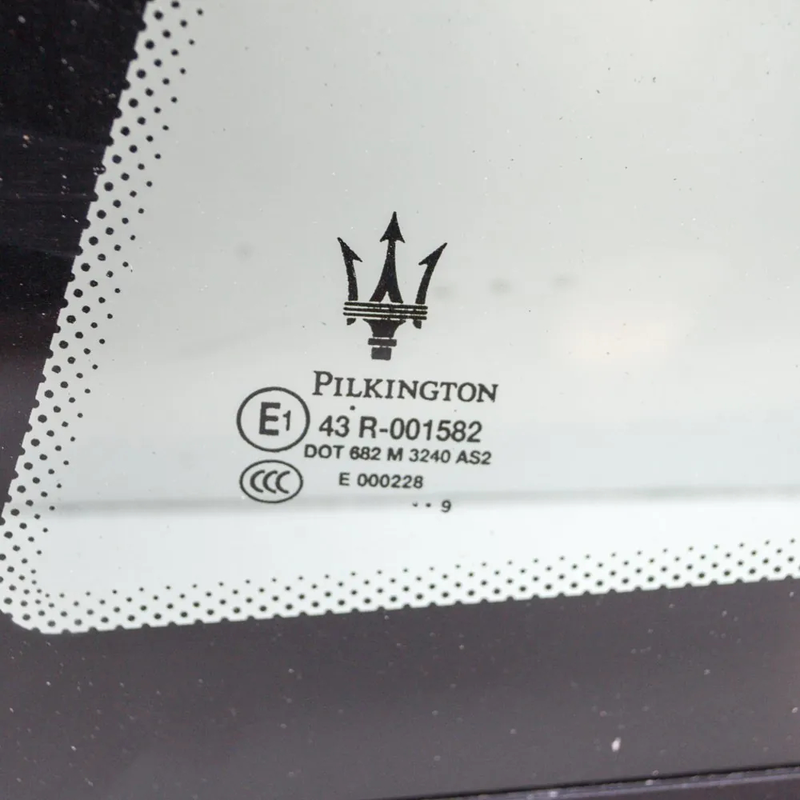 PILKINGTON
E1 43 R-001582
DOT 682 M 3240 AS2
CCC E 000228
·· 9